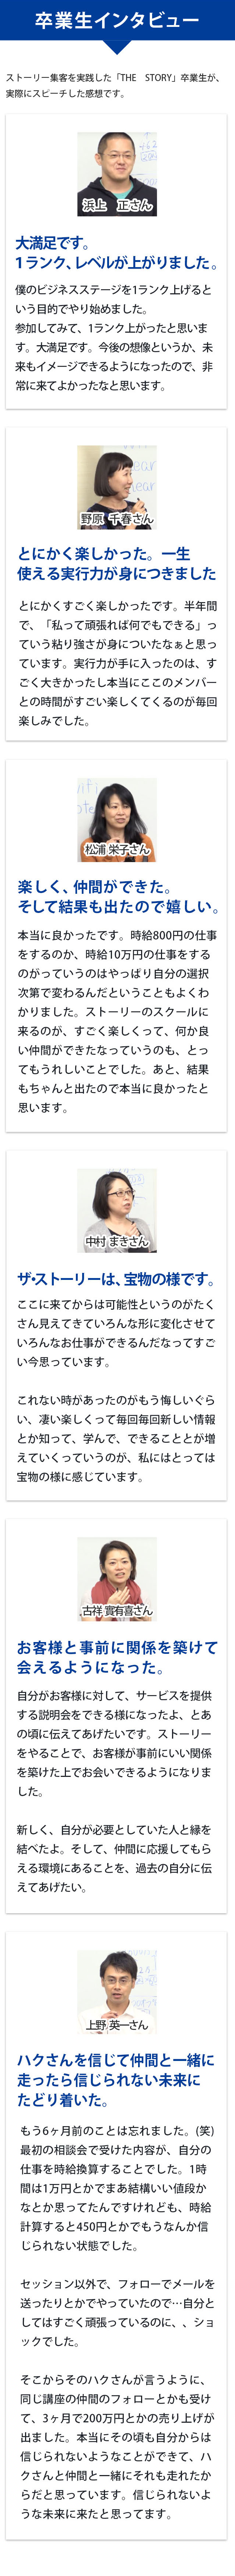 卒業生インタビュー
ストーリー集客を実践した「THE　STORY」卒業生が、
実際にスピーチした感想です。
浜上　正さん
大満足です。
1ランク、レベルが上がりました。
僕のビジネスステージを1ランク上げると
いう目的でやり始めました。
参加してみて、1ランク上がったと思いま
す。大満足です。今後の想像というか、未
来もイメージできるようになったので、非
常に来てよかったなと思います。
野原 千春さん
とにかく楽しかった。一生
使える実行力が身につきました
とにかくすごく楽しかったです。半年間
で、「私って頑張れば何でもできる」っ
ていう粘り強さが身についたなぁと思っ
ています。実行力が手に入ったのは、す
ごく大きかったし本当にここのメンバー
との時間がすごい楽しくてくるのが毎回
楽しみでした。
松浦 栄子さん
楽しく、仲間ができた。
そして結果も出たので嬉しい。
本当に良かったです。時給800円の仕事
をするのか、時給10万円の仕事をする
のがっていうのはやっぱり自分の選択
次第で変わるんだということもよくわ
かりました。ストーリーのスクールに
来るのが、すごく楽しくって、何か良
い仲間ができたなっていうのも、とっ
てもうれしいことでした。あと、結果
もちゃんと出たので本当に良かったと
思います。
中村 まきさん
ザ・ストーリーは、宝物の様です。
ここに来てからは可能性というのがたく
さん見えてきていろんな形に変化させて
いろんなお仕事ができるんだなってすご
い今思っています。
これない時があったのがもう悔しいぐら
い、凄い楽しくって毎回毎回新しい情報
とか知って、学んで、できることとか増
えていくっていうのが、私にはとっては
宝物の様に感じています。
古祥 實有喜さん
お客様と事前に関係を築けて
会えるようになった。
自分がお客様に対して、サービスを提供
する説明会をできる様になったよ、とあ
の頃に伝えてあげたいです。ストーリー
をやることで、お客様が事前にいい関係
を築けた上でお会いできるようになりま
した。
新しく、自分が必要としていた人と縁を
結べたよ。そして、仲間に応援してもら
える環境にあることを、過去の自分に伝
えてあげたい。
上野 英一さん
ハクさんを信じて仲間と一緒に
走ったら信じられない未来に
たどり着いた。
もう6ヶ月前のことは忘れました。(笑)
最初の相談会で受けた内容が、自分の
仕事を時給換算することでした。1時
間は1万円とかでまあ結構いい値段か
なとか思ってたんですけれども、時給
計算すると450円とかでもうなんか信
じられない状態でした。
セッション以外で、フォローでメールを
送ったりとかでやっていたので…自分と
してはすごく頑張っているのに、、ショ
ックでした。
そこからそのハクさんが言うように、
同じ講座の仲間のフォローとかも受け
て、3ヶ月で200万円とかの売り上げが
出ました。本当にその頃も自分からは
信じられないようなことができて、ハ
クさんと仲間と一緒にそれも走れたか
らだと思っています。信じられないよ
うな未来に来たと思ってます。